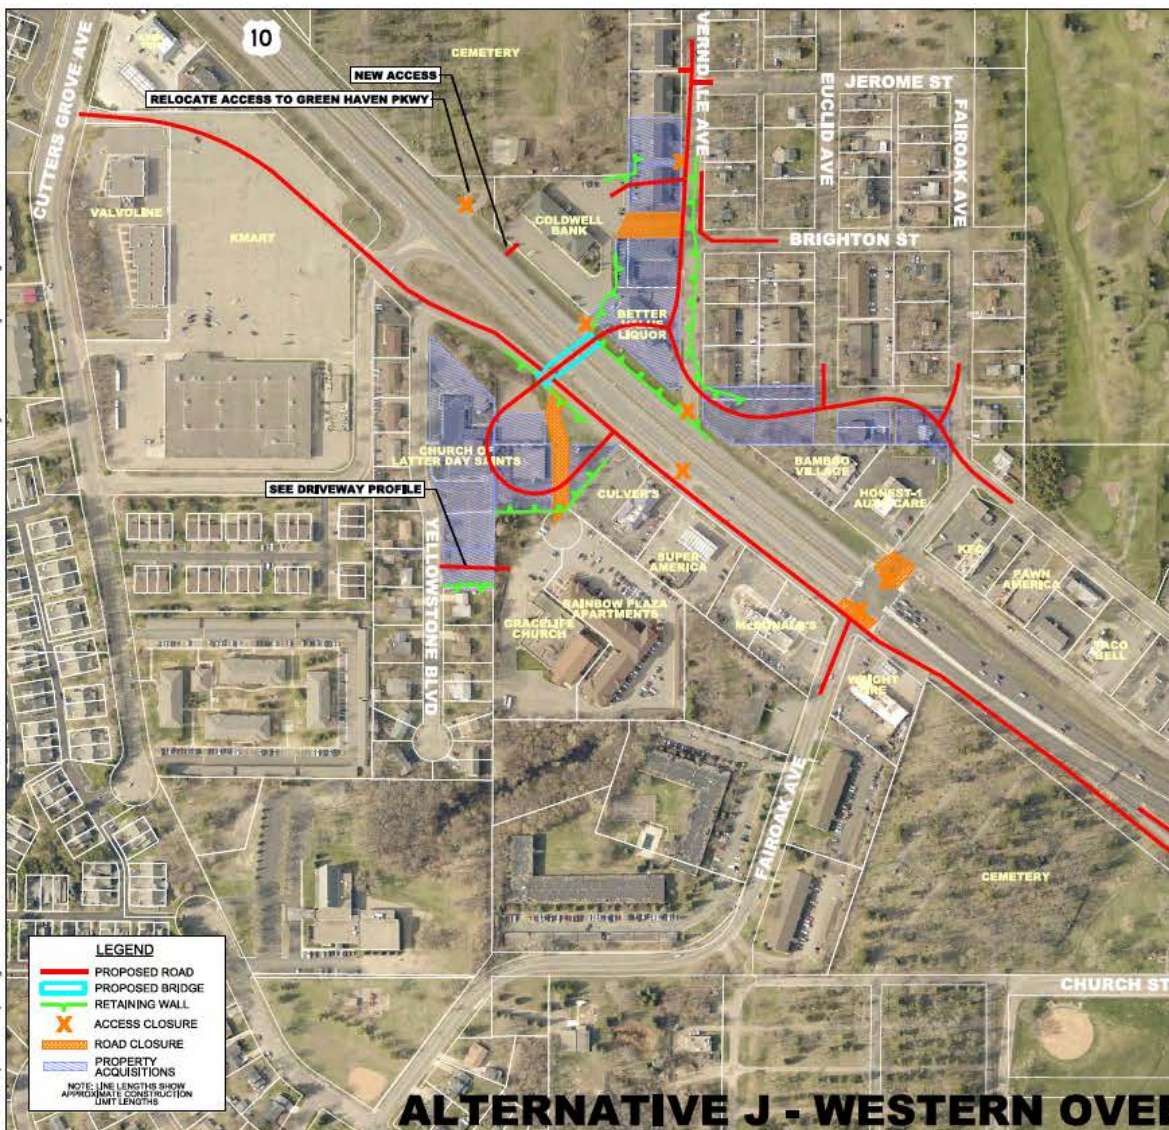 10
CUTTERS GROVE AVE
CEMETERY
NEW ACCESS
RELOCATE ACCESS TO GREEN HAVEN PKWY
VERNDALE AVE
JEROME ST
EUCLID AVE
FAIROAK AVE
VALVOLINE
KMART
COLDWELL
BANK
BRIGHTON ST
BETTER
VALUE
LIQUOR
CHURCH OF
LATTER DAY SAINTS
SEE DRIVEWAY PROFILE
CULVER'S
BAMBOO
VILLAGE
HONEST-1
AUTO CARE
KFC
PAWN
AMERICA
TACO
BELL
SUPER
AMERICA
YELLOWSTONE BLVD
GRACELIFE
CHURCH
RAINBOW PLAZA
APARTMENTS
McDONALD'S
WRIGHT
TIRE
FAIROAK AVE
CEMETERY
CHURCH ST
LEGEND
PROPOSED ROAD
PROPOSED BRIDGE
RETAINING WALL
ACCESS CLOSURE
ROAD CLOSURE
PROPERTY
ACQUISITIONS
NOTE: LINE LENGTHS SHOW
APPROXIMATE CONSTRUCTION
LIMIT LENGTHS
ALTERNATIVE J - WESTERN OVE